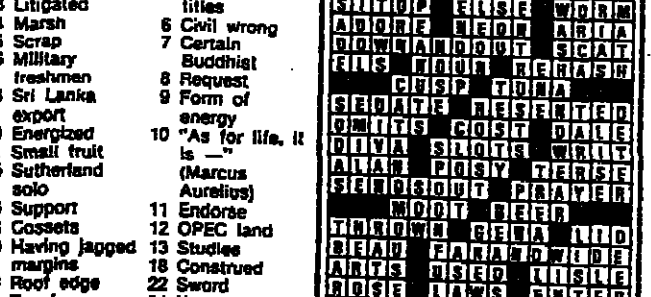 Litigated
Marsh
Scrap
Military
freshmen
Sri Lanka
export
Energized
Small fruit
Sutherland
solo
Support
Cossets
Having jagged
margins
Roof edge
titles
6 Civil wrong
7 Certain
Buddhist
8 Request
9 Form of
energy
10 "As for life, it
is —"
(Marcus
Aurelius)
11 Endorse
12 OPEC land
13 Studies
18 Construed
22 Sword
SITUP ELSE WORM
ADORE NEON ARIA
DOWNANDOUT SCAT
ELS NOUN REHASH
CUSP TUNA
SEDATE RESENTED
OMITS COST DALE
DIVA SLOTS WRIT
ALAN POSY TERSE
SENDSOUT PRAYER
MOOT BEER
THROWN GENA LID
BEAU FARANDWIDE
ARTS USED LISLE
ROSE LAWS